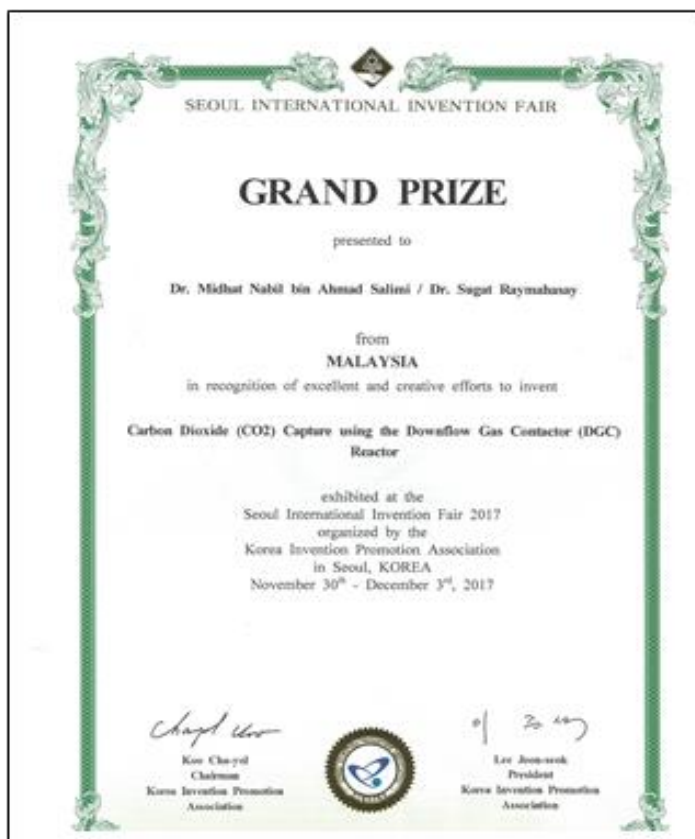 SEOUL INTERNATIONAL INVENTION FAIR
GRAND PRIZE
presented to
Dr. Midhat Nabil bin Ahmad Salimi / Dr. Sugat Raymahasay
from
MALAYSIA
in recognition of excellent and creative efforts to invent
Carbon Dioxide (CO2) Capture using the Downflow Gas Contactor (DGC)
Reactor
exhibited at the
Seoul International Invention Fair 2017
organized by the
Korea Invention Promotion Association
in Seoul, KOREA
November 30th - December 3rd, 2017
Koo Cha-yol
Chairman
Korea Invention Promotion
Association
Lee Joon-seok
President
Korea Invention Promotion
Association